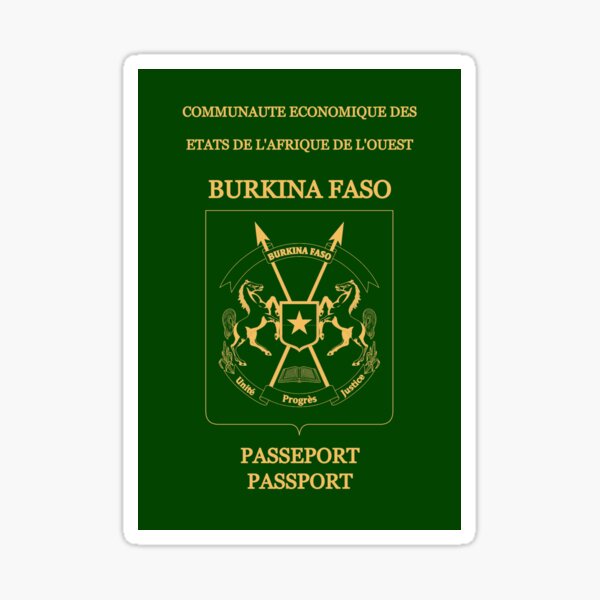 COMMUNAUTE ECONOMIQUE DES
ETATS DE L'AFRIQUE DE L'OUEST
BURKINA FASO
BURKINA FASO
Unité Progrès Justice
PASSEPORT
PASSPORT